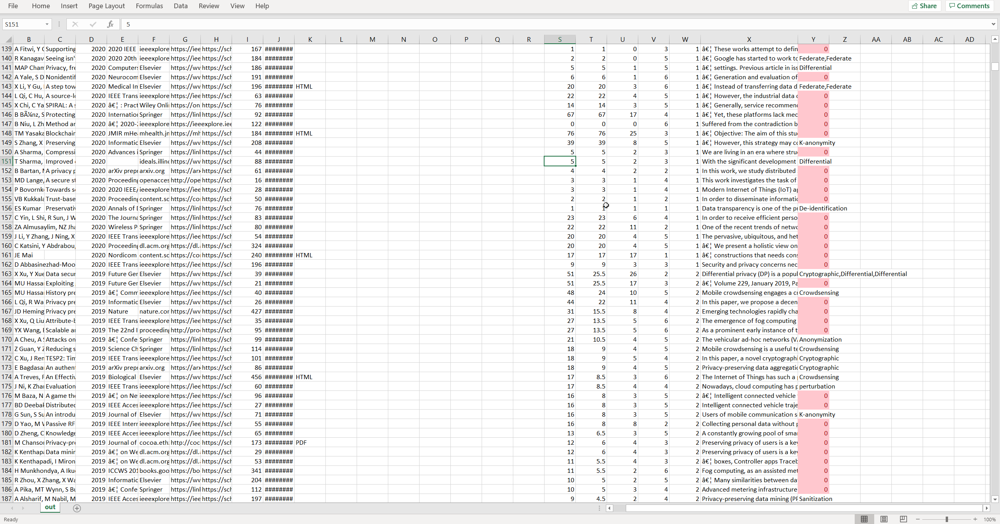 File Home Insert Page Layout Formulas Data Review View Help Share Comments
S151 fx 5
B C D E F G H I J K L M N O P Q R S T U V W X Y Z AA AB AC AD
139 A Fitwi, Y C Supporting 2020 2020 IEEE ieeexplore https://iee https://sch 167 ######## 1 1 0 3 1 â€¦ These works attempt to defin 0
140 R Kanagav Seeing isn' 2020 2020 20th ieeexplore https://iee https://sch 184 ######## 2 2 0 5 1 â€¦ Google has started to work to Federate,Federate
141 MAP Cham Privacy, fre 2020 Computers Elsevier https://ww https://sch 186 ######## 5 5 1 5 1 â€¦ settings. Previous article in iss Differential
142 A Yale, S D Nonidentif 2020 Neurocom Elsevier https://ww https://sch 191 ######## 6 6 1 6 1 â€¦ Generation and evaluation of 0
143 X Li, Y Gu, A step tow 2020 Medical Im Elsevier https://ww https://sch 196 ######## HTML 20 20 3 6 1 â€¦ Instead of transferring data d Federate,Federate
144 L Qi, C Hu, A source-lo 2020 IEEE Trans ieeexplore https://iee https://sch 63 ######## 22 22 4 5 1 â€¦ However, the industrial data 0
145 X Chi, C Ya SPIRAL: A s 2020 â€¦ : Pract Wiley Onli https://on https://sch 76 ######## 14 14 3 5 1 â€¦ Generally, service recommen 0
146 B BÃ¼nz, S Protecting 2020 Internation Springer https://linl https://sch 92 ######## 67 67 17 4 1 â€¦ Yet, these platforms lack mec 0
147 B Niu, L Zh Method ar 2020 â€¦ 2020-2 ieeexplore https://ieeexplore.iee 122 ######## 0 0 0 6 1 Suffered from the contradiction b 0
148 TM Yasaka Blockchain 2020 JMIR mHea mhealth.jn https://mh https://sch 184 ######## HTML 76 76 25 3 1 â€¦ Objective: The aim of this stu 0
149 S Zhang, X Preserving 2020 Informatic Elsevier https://ww https://sch 208 ######## 39 39 8 5 1 â€¦ However, this strategy may co K-anonymity
150 A Sharma, Compressi 2020 Advances i Springer https://linl https://sch 44 ######## 5 5 2 3 1 We are living in an era where stru 0
151 T Sharma, Improved 2020 ideals.illino https://ww https://sch 88 ######## 5 5 2 3 1 With the significant development Differential
152 B Bartan, M A privacy p 2020 arXiv prepr arxiv.org https://arx https://sch 61 ######## 4 4 2 2 1 In this work, we study distributed 0
153 MD Lange, A secure st 2020 Proceeding openacces http://ope https://sch 16 ######## 3 3 1 4 1 This work investigates the task of 0
154 P Bovornk Towards se 2020 2020 IEEE/ ieeexplore https://iee https://sch 28 ######## 3 3 1 4 1 Modern Internet of Things (IoT) ap 0
155 VB Kukkala Trust-base 2020 Proceeding content.sc https://co https://sch 50 ######## 2 2 1 2 1 In order to disseminate informatic 0
156 ES Kumar Preservativ 2020 Annals of D Springer https://linl https://sch 76 ######## 1 1 1 1 1 Data transparency is one of the pr De-identification
157 C Yin, L Shi, R Sun, J W 2020 The Journa Springer https://linl https://sch 83 ######## 23 23 6 4 1 In order to receive efficient perso 0
158 ZA Almusaylim, NZ Jha 2020 Wireless P Springer https://linl https://sch 80 ######## 22 22 11 2 1 One of the recent trends of netwo 0
159 J Li, Y Zhang, J Ning, X 2020 IEEE Trans ieeexplore https://iee https://sch 54 ######## 20 20 4 5 1 The pervasive, ubiquitous, and het 0
160 C Katsini, Y Abdrabou, 2020 Proceeding dl.acm.org https://dl. https://sch 324 ######## 20 20 4 5 1 â€¦ We present a holistic view on 0
161 JE Mai 2020 Nordicom content.sc https://co https://sch 240 ######## HTML 17 17 17 1 1 â€¦ constructions that needs cons 0
162 D Abbasinezhad-Moo 2020 IEEE Trans ieeexplore https://iee https://sch 196 ######## 9 9 3 3 1 Security and privacy concerns nec 0
163 X Xu, Y Xue Data secur 2019 Future Ger Elsevier https://ww https://sch 39 ######## 51 25.5 26 2 2 Differential privacy (DP) is a popul Cryptographic,Differential,Differential
164 MU Hassan Exploiting 2019 Future Ger Elsevier https://ww https://sch 21 ######## 51 25.5 17 3 2 â€¦ Volume 229, January 2019, Pa 0
165 MU Hassan History pre 2019 â€¦ Comm ieeexplore https://iee https://sch 40 ######## 48 24 10 5 2 Mobile crowdsensing engages a cr Crowdsensing
166 L Qi, R Wa Privacy pre 2019 Informatic Elsevier https://ww https://sch 26 ######## 44 22 11 4 2 In this paper, we propose a decen 0
167 JD Heming Privacy pre 2019 Nature nature.cor https://ww https://sch 427 ######## 31 15.5 8 4 2 Emerging technologies rapidly cha 0
168 X Xu, Q Liu Attribute-b 2019 IEEE Trans ieeexplore https://iee https://sch 35 ######## 27 13.5 5 6 2 The emergence of fog computing 0
169 YX Wang, Scalable ar 2019 The 22nd I proceeding http://pro https://sch 95 ######## 27 13.5 5 6 2 As a prominent early instance of t 0
170 A Cheu, A Attacks on 2019 â€¦ Confe Springer https://linl https://sch 99 ######## 21 10.5 4 5 2 The vehicular ad-hoc networks (V Anonymization
171 Z Guan, Y Z Reducing s 2019 Science Ch Springer https://linl https://sch 114 ######## 18 9 4 5 2 Mobile crowdsensing is a useful te Crowdsensing
172 C Xu, J Ren TESP2: Tim 2019 IEEE Trans ieeexplore https://iee https://sch 101 ######## 18 9 5 4 2 In this paper, a novel cryptographi Cryptographic
173 E Bagdasar An authen 2019 arXiv prepr arxiv.org https://arx https://sch 86 ######## 18 9 4 5 2 Privacy-preserving data aggregatic Cryptographic
174 A Treves, F An Effectiv 2019 Biological Elsevier https://ww https://sch 456 ######## HTML 17 8.5 3 6 2 The Internet of Things has such a Crowdsensing
175 J Ni, K Zhar Evaluation 2019 IEEE Trans ieeexplore https://iee https://sch 60 ######## 17 8.5 4 4 2 Nowadays, cloud computing has p perturbation
176 M Baza, N A game the 2019 â€¦ on Ne ieeexplore https://iee https://sch 96 ######## 16 8 3 5 2 â€¦ Intelligent connected vehicle 0
177 BD Deebak Distributed 2019 IEEE Acces ieeexplore https://iee https://sch 27 ######## 16 8 3 5 2 Intelligent connected vehicle traje 0
178 G Sun, S Su An introdu 2019 Journal of Elsevier https://ww https://sch 71 ######## 16 8 3 5 2 Users of mobile communication s K-anonymity
179 D Yao, M W Passive RF 2019 IEEE Intern ieeexplore https://iee https://sch 55 ######## 16 8 8 2 2 Collecting personal data without p 0
180 D Zheng, C Knowledge 2019 IEEE Acces ieeexplore https://iee https://sch 65 ######## 13 6.5 3 5 2 A constantly growing pool of smar 0
181 M Chanson Privacy-pre 2019 Journal of cocoa.eth http://coc https://sch 173 ######## PDF 12 6 4 3 2 Preserving privacy of users is a key 0
182 K Kenthapa Data minin 2019 â€¦ on We dl.acm.org https://dl. https://sch 29 ######## 12 6 4 3 2 Preserving privacy of users is a key 0
183 K Kenthapadi, I Miron 2019 â€¦ on We dl.acm.org https://dl. https://sch 53 ######## 11 5.5 4 3 2 â€¦ boxes, Controller apps Traceb 0
184 H Munkhondya, A Ikue 2019 ICCWS 201 books.goo https://bo https://sch 341 ######## 11 5.5 2 6 2 Fog computing, as an assisted met 0
185 R Zhou, X Zhang, X Wa 2019 Informatic Elsevier https://ww https://sch 204 ######## 10 5 2 5 2 â€¦ Many similarities between da 0
186 A Pika, MT Wynn, S Bu 2019 â€¦ Confe Springer https://linl https://sch 112 ######## 10 5 3 4 2 Advanced metering infrastructure 0
187 A Alsharif, M Nabil, M 2019 IEEE Acces ieeexplore https://iee https://sch 197 ######## 9 4.5 2 4 2 Privacy-preserving data mining (PP Sanitization
out
Ready 100%